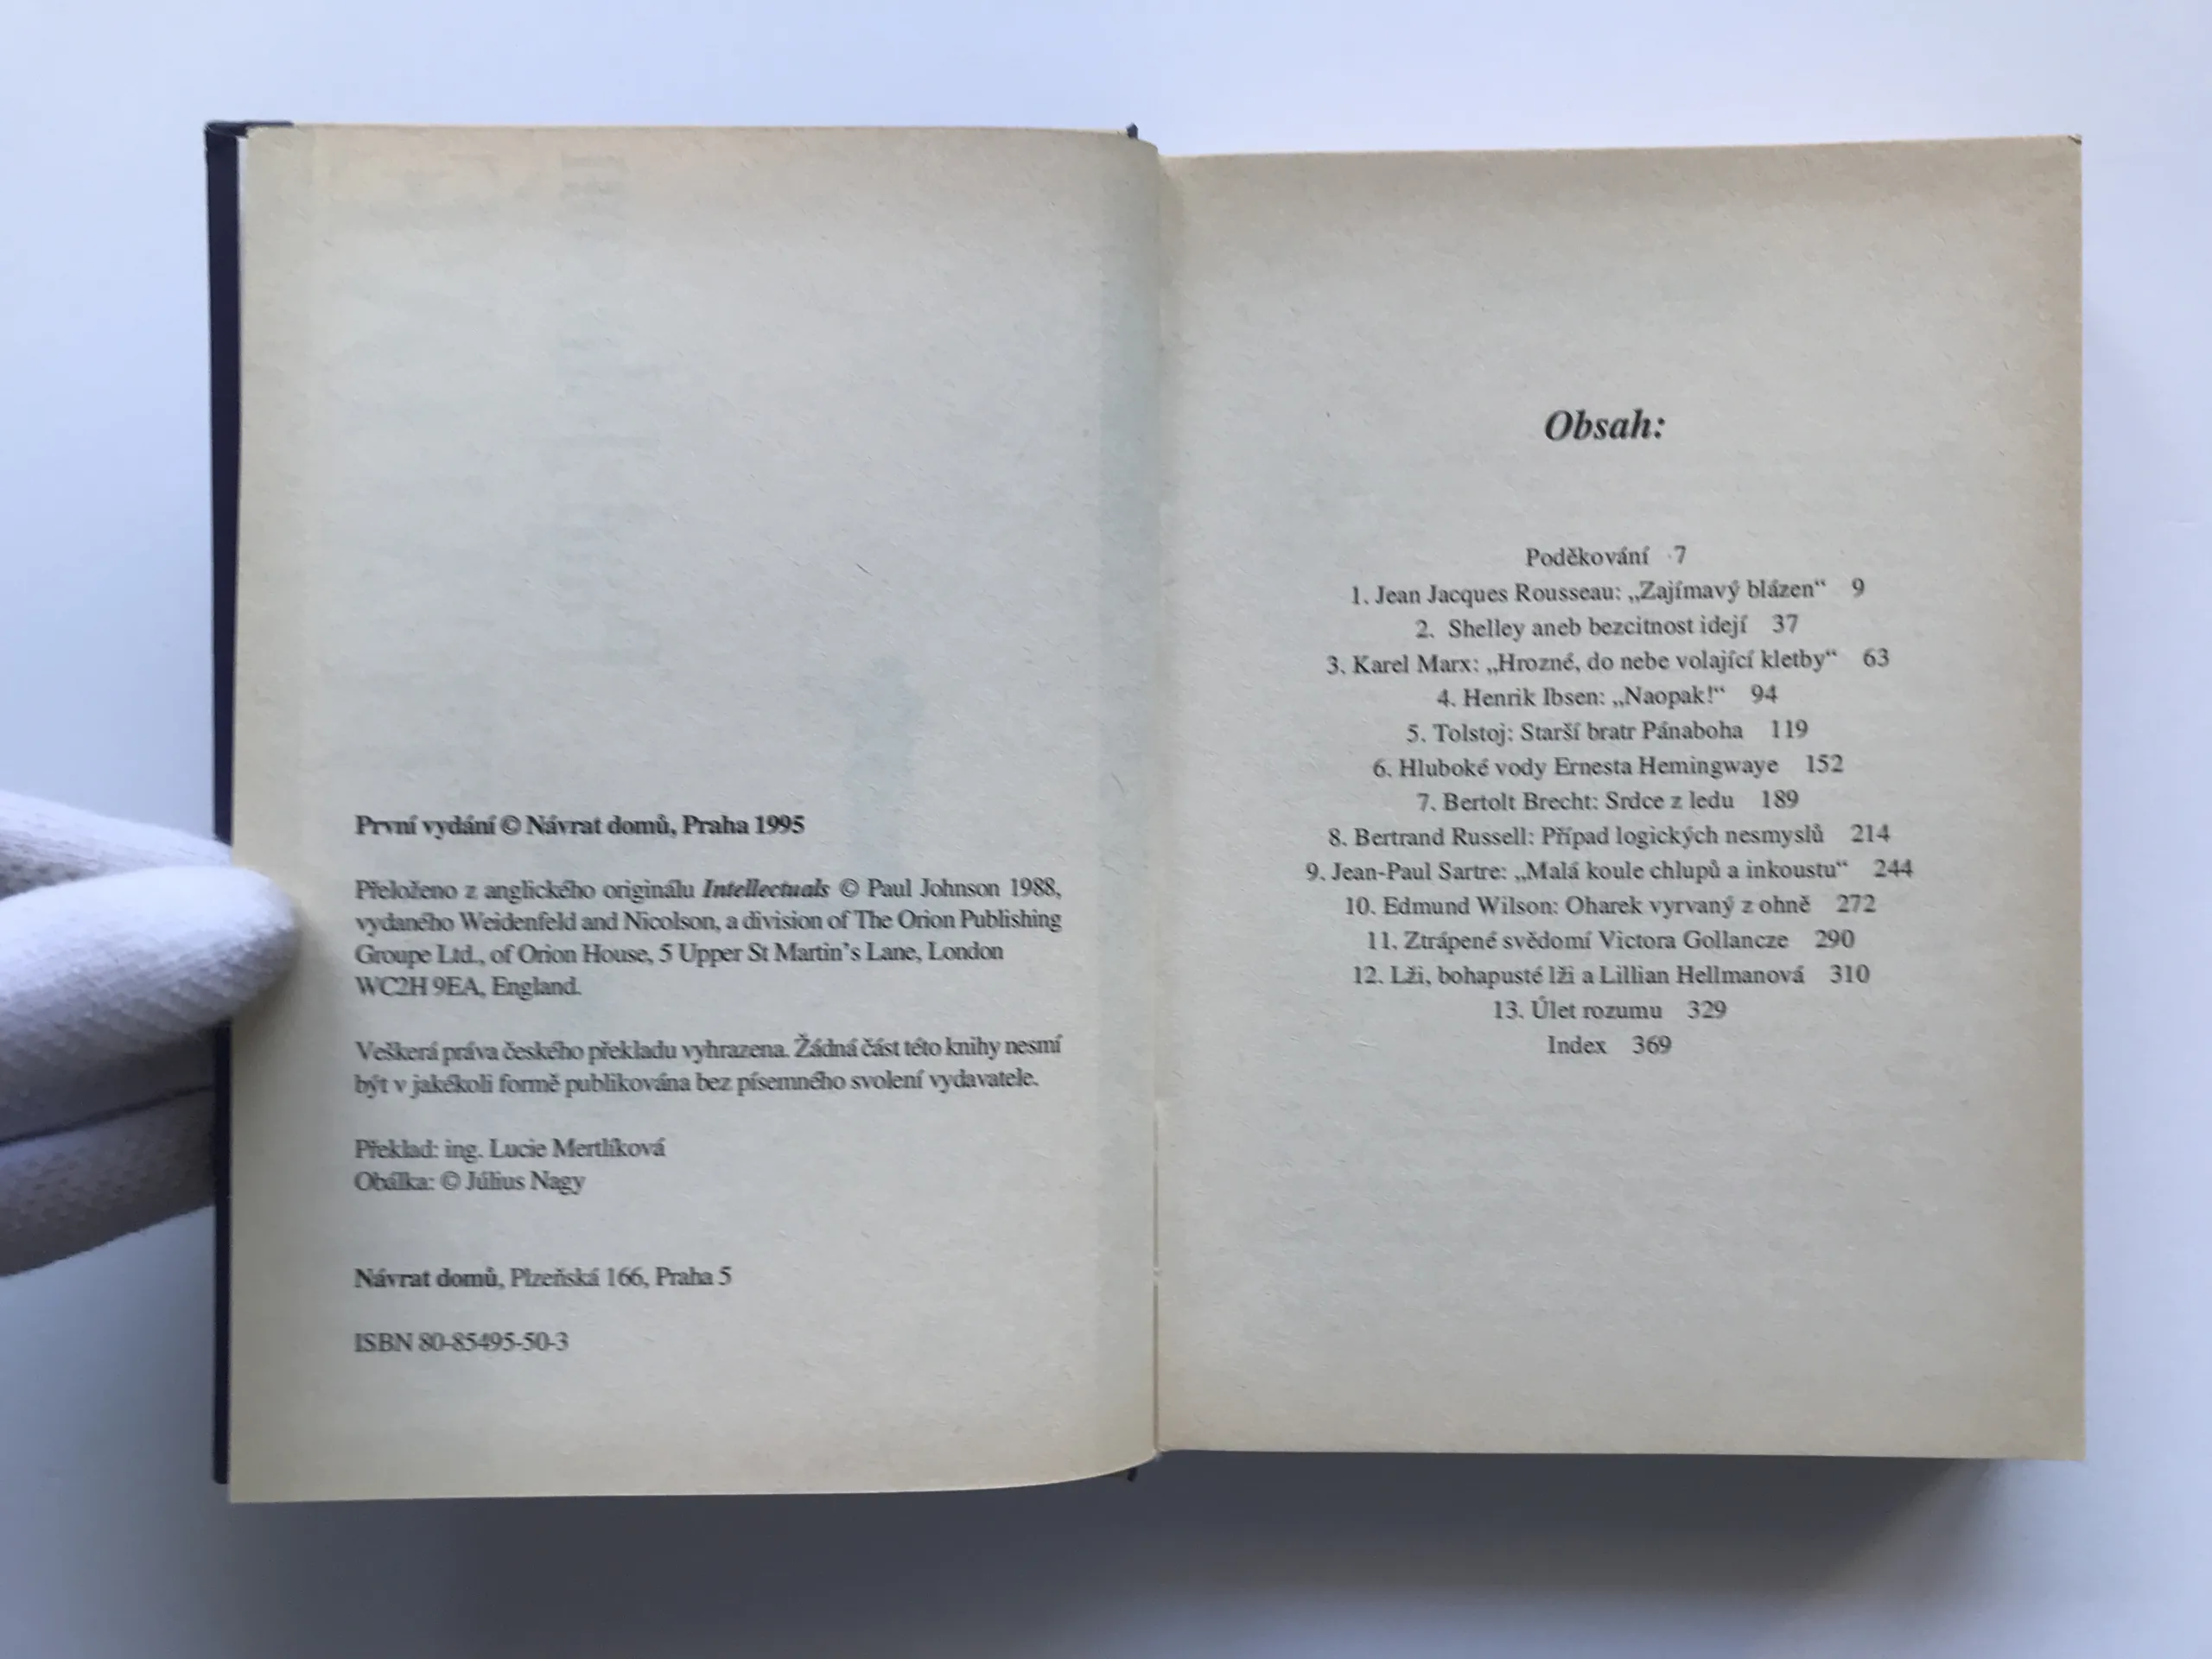 První vydání © Návrat domů, Praha 1995
Přeloženo z anglického originálu Intellectuals © Paul Johnson 1988,
vydaného Weidenfeld and Nicolson, a division of The Orion Publishing
Groupe Ltd., of Orion House, 5 Upper St Martin's Lane, London
WC2H 9EA, England.
Veškerá práva českého překladu vyhrazena. Žádná část této knihy nesmí
být v jakékoli formě publikována bez písemného svolení vydavatele.
Překlad: ing. Lucie Mertlíková
Obálka: © Július Nagy
Návrat domů, Plzeňská 166, Praha 5
ISBN 80-85495-50-3
Obsah:
Poděkování 7
1. Jean Jacques Rousseau: „Zajímavý blázen“ 9
2. Shelley aneb bezcitnost idejí 37
3. Karel Marx: „Hrozné, do nebe volající kletby“ 63
4. Henrik Ibsen: „Naopak!“ 94
5. Tolstoj: Starší bratr Pánaboha 119
6. Hluboké vody Ernesta Hemingwaye 152
7. Bertolt Brecht: Srdce z ledu 189
8. Bertrand Russell: Případ logických nesmyslů 214
9. Jean-Paul Sartre: „Malá koule chlupů a inkoustu“ 244
10. Edmund Wilson: Oharek vyrvaný z ohně 272
11. Ztrápené svědomí Victora Gollancze 290
12. Lži, bohapusté lži a Lillian Hellmanová 310
13. Úlet rozumu 329
Index 369